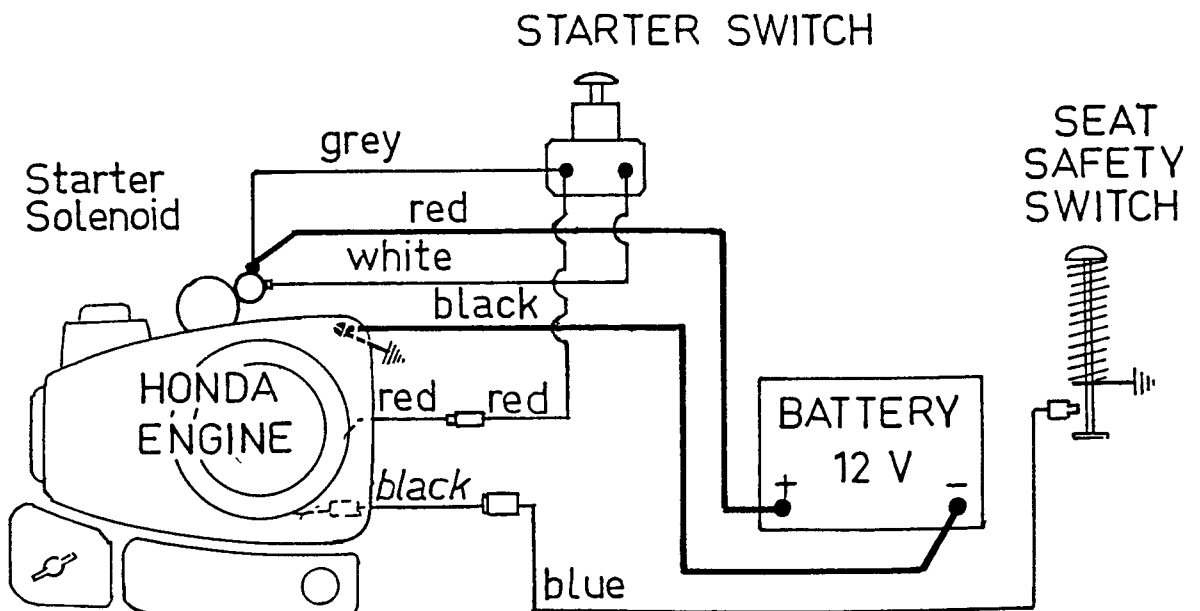 STARTER SWITCH
SEAT
SAFETY
SWITCH
grey
Starter
Solenoid
red
white
black
HONDA
ENGINE
red
red
BATTERY
12 V
+
-
black
blue